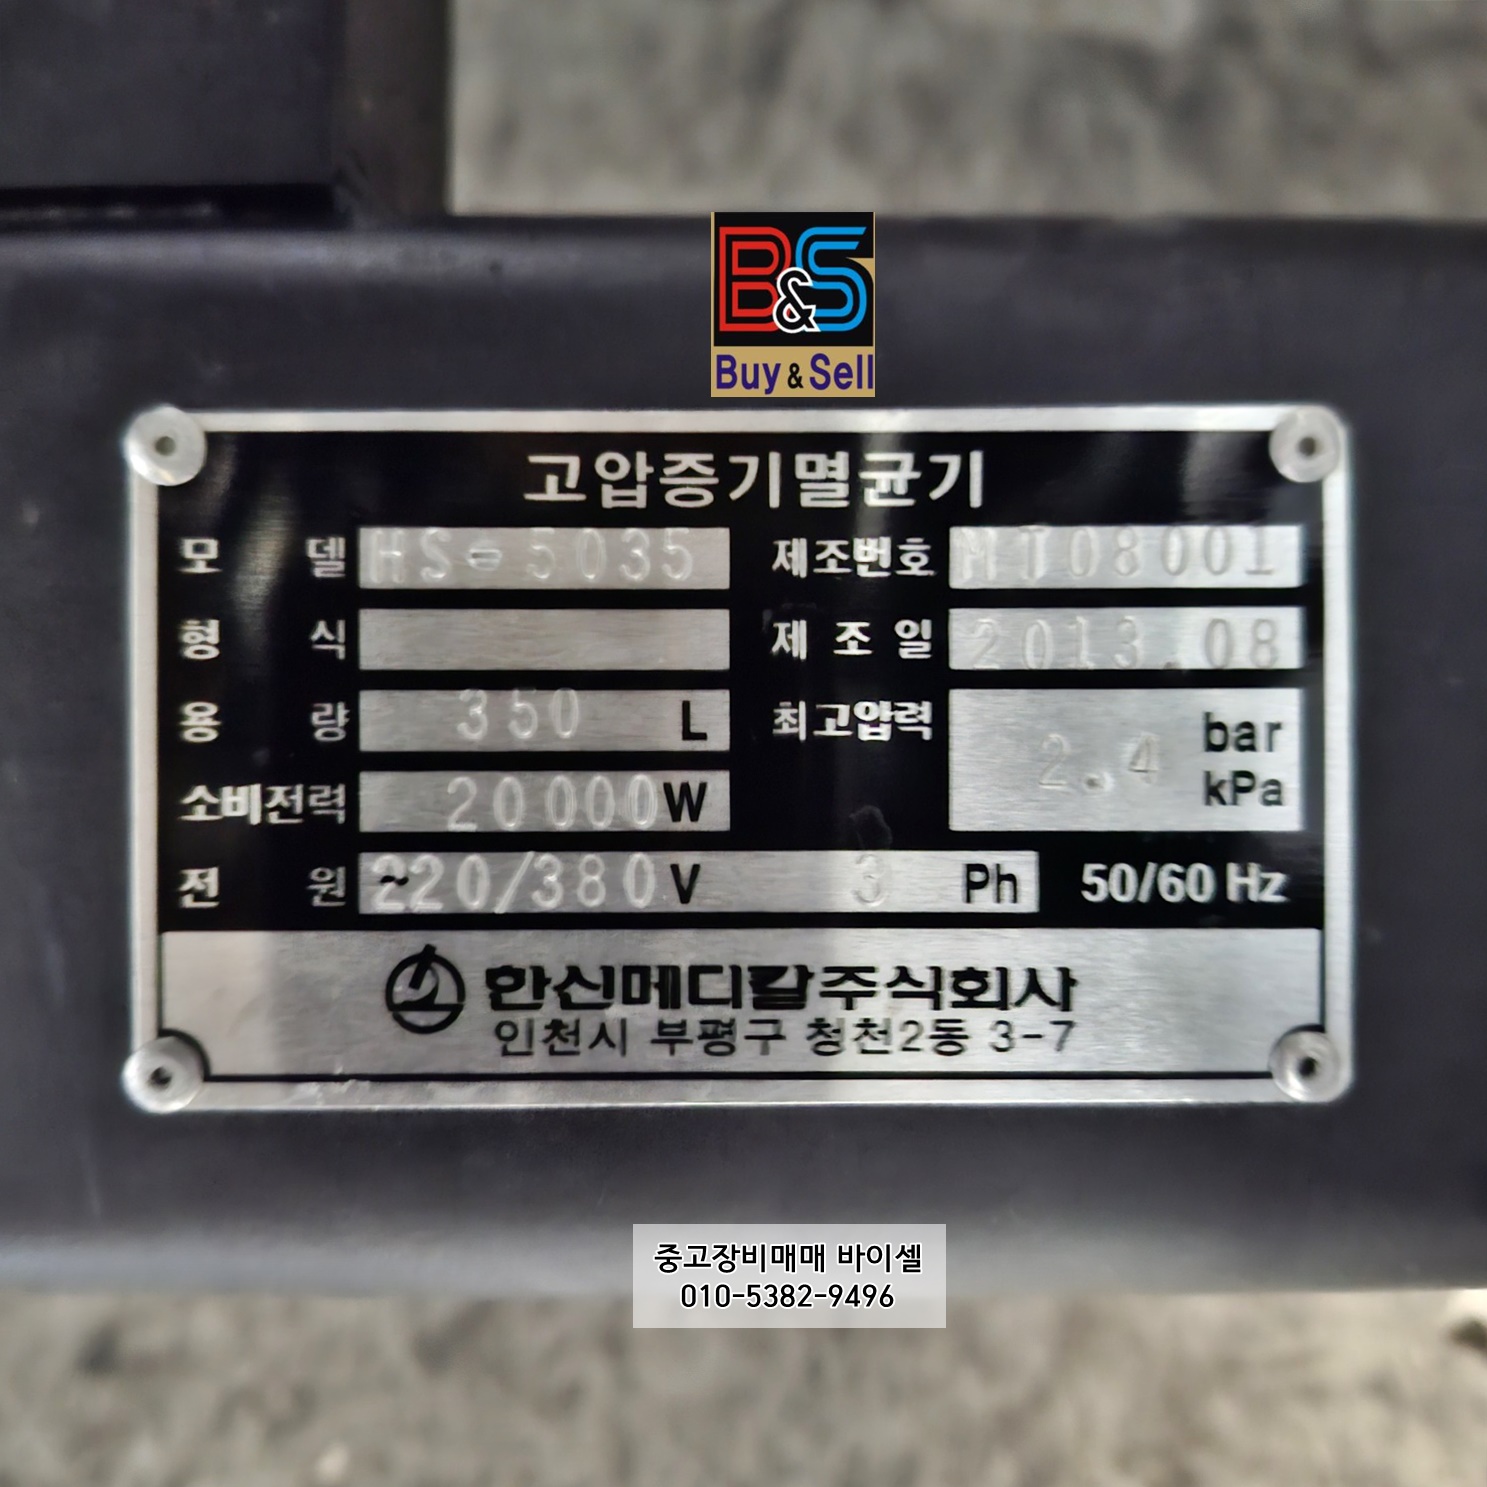 B&S
Buy & Sell
고압증기멸균기
모 델 HS-5035 제조번호 MT08001
형 식 제 조 일 2013.08
용 량 350 L 최고압력 2.4 bar kPa
소비전력 20000 W
전 원 ~220/380 V 3 Ph 50/60 Hz
한신메디칼주식회사
인천시 부평구 청천2동 3-7
중고장비매매 바이셀
010-5382-9496